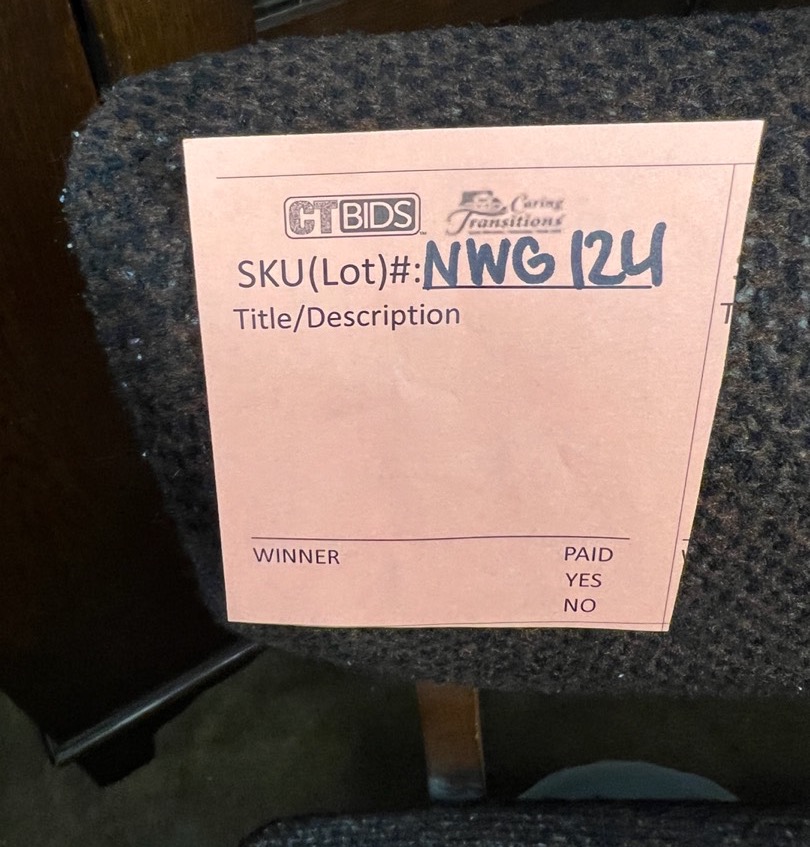 CTBIDS
Caring
Transitions
SKU(Lot)#: NWG 124
Title/Description
T
WINNER
PAID
YES
NO